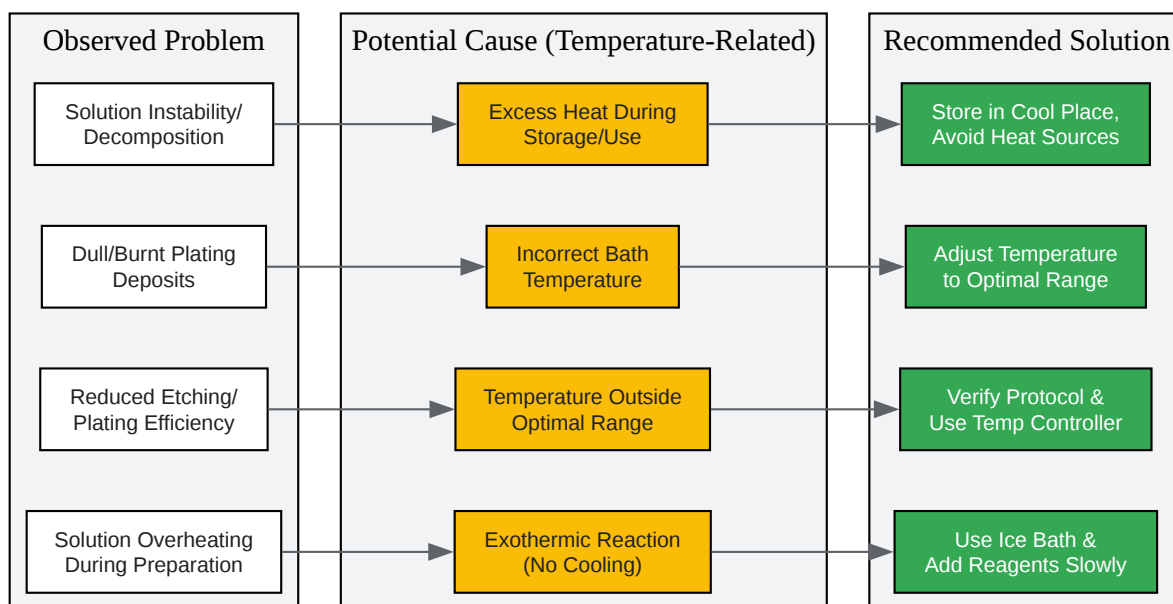 Observed Problem
Potential Cause (Temperature-Related)
Recommended Solution
Solution Instability/
Decomposition
Excess Heat During
Storage/Use
Store in Cool Place,
Avoid Heat Sources
Dull/Burnt Plating
Deposits
Incorrect Bath
Temperature
Adjust Temperature
to Optimal Range
Reduced Etching/
Plating Efficiency
Temperature Outside
Optimal Range
Verify Protocol &
Use Temp Controller
Solution Overheating
During Preparation
Exothermic Reaction
(No Cooling)
Use Ice Bath &
Add Reagents Slowly